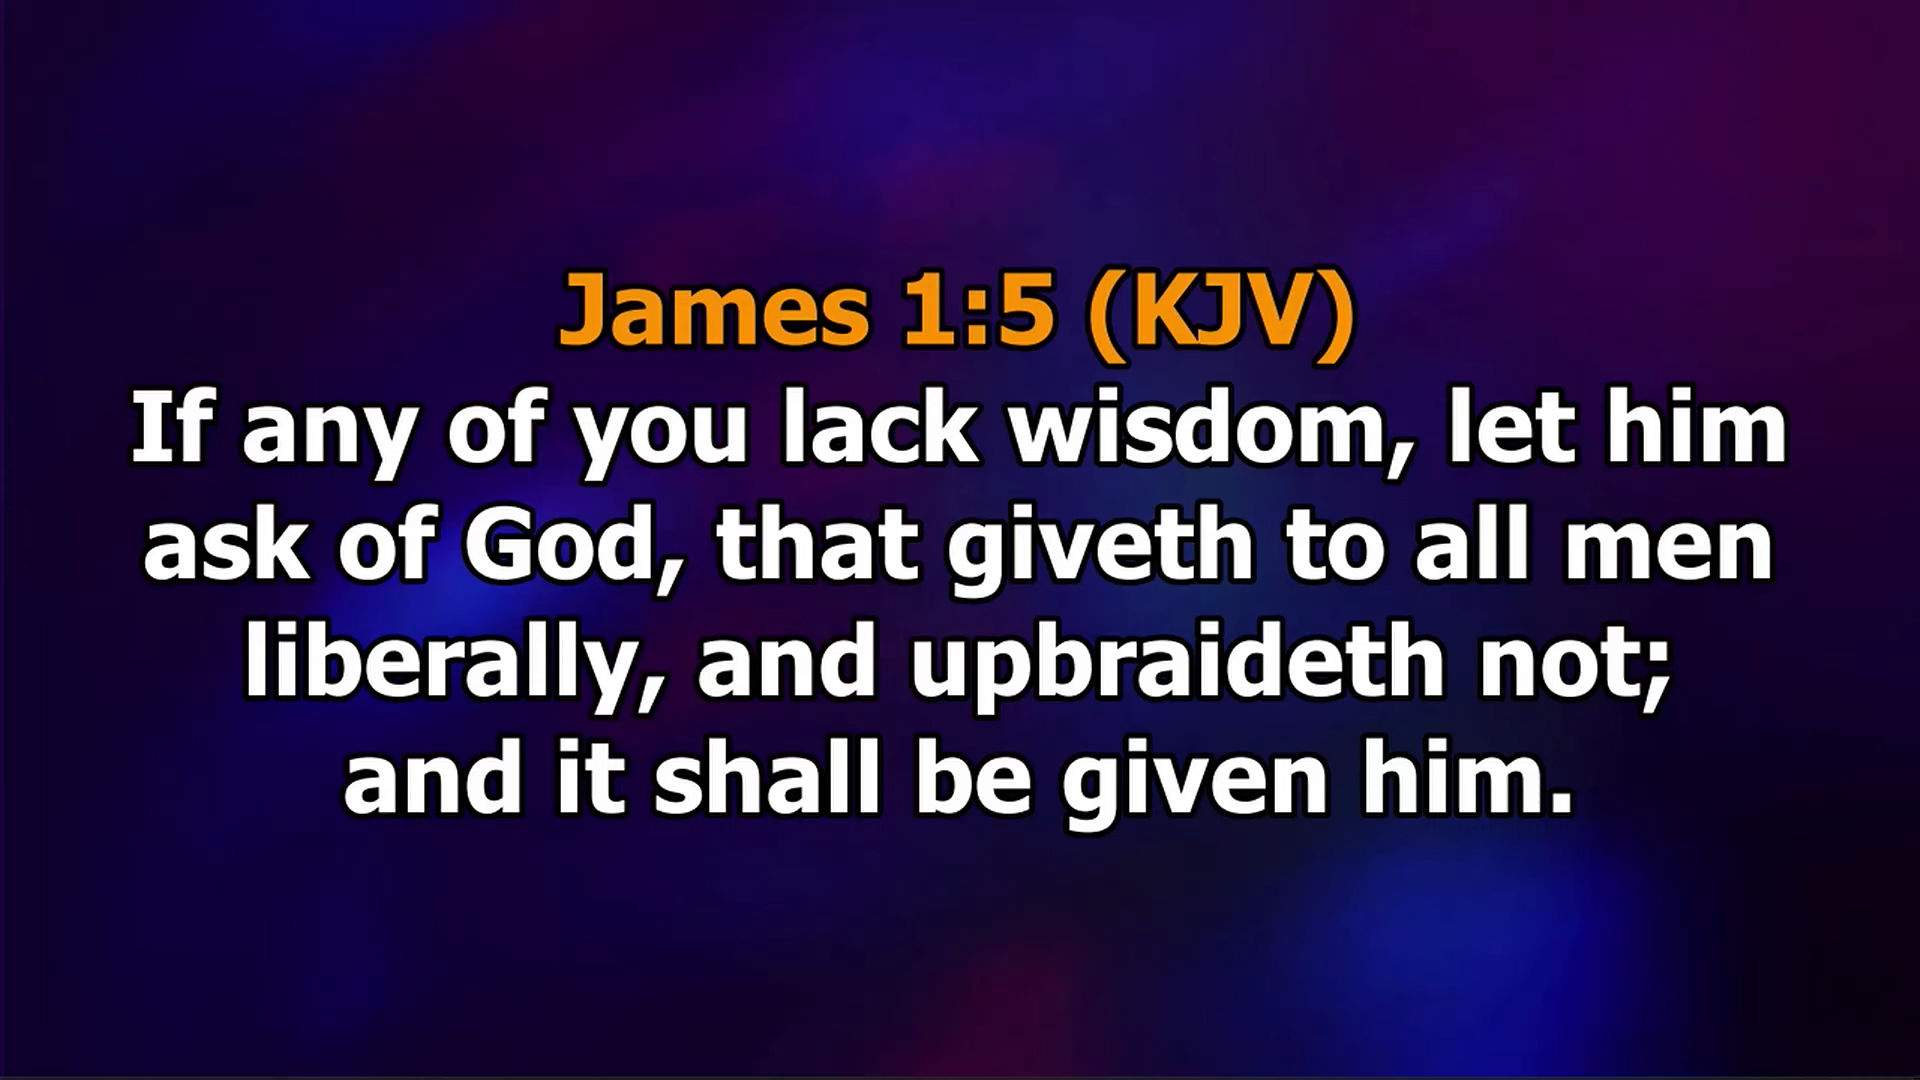 James 1:5 (KJV)
If any of you lack wisdom, let him
ask of God, that giveth to all men
liberally, and upbraideth not;
and it shall be given him.